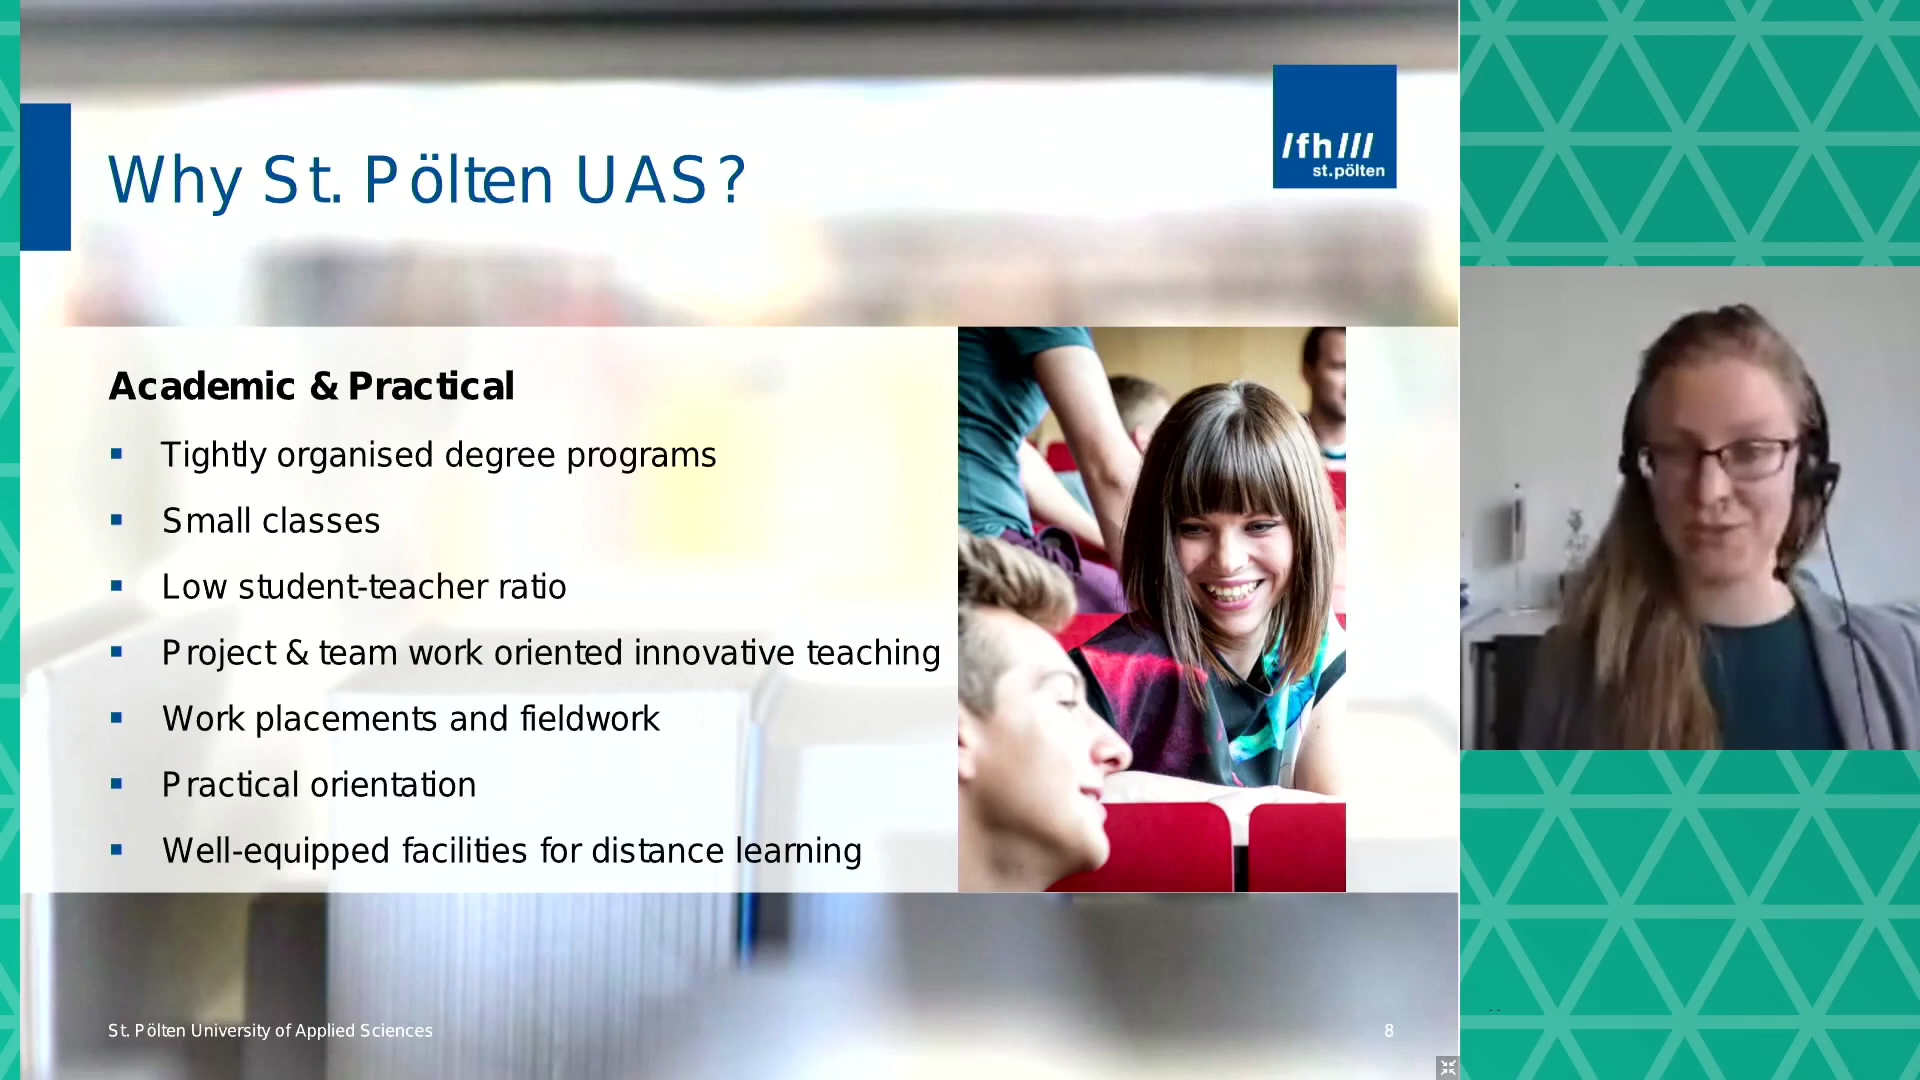 Why St. Pölten UAS?
/fh///
st.pölten
Academic & Practical
▪ Tightly organised degree programs
▪ Small classes
▪ Low student-teacher ratio
▪ Project & team work oriented innovative teaching
▪ Work placements and fieldwork
▪ Practical orientation
▪ Well-equipped facilities for distance learning
St. Pölten University of Applied Sciences
8